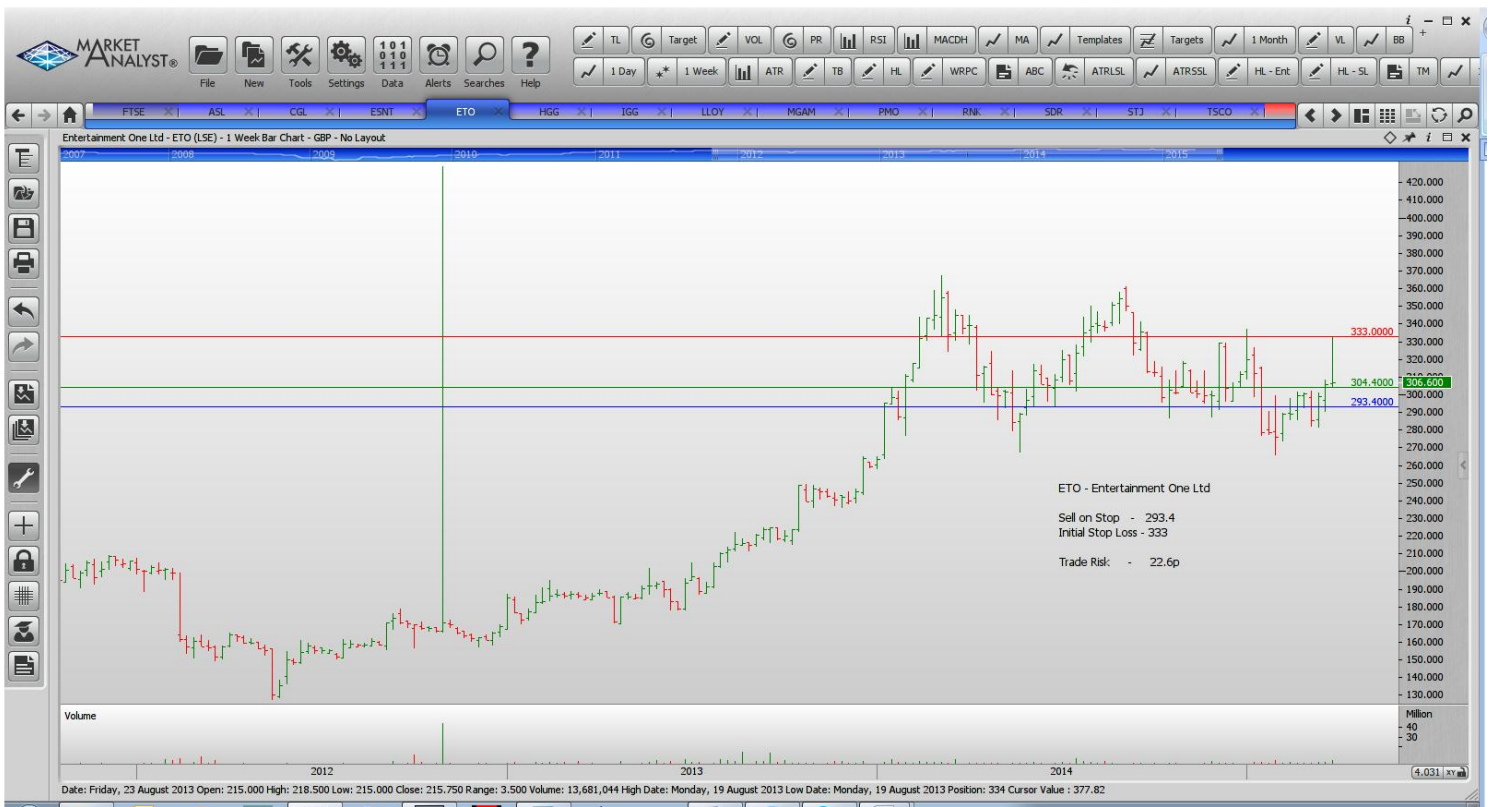 i
MARKET
ANALYST®
File
New
Tools
Settings
101
010
111
Data
Alerts
Searches
?
Help
TL
Target
VOL
PR
RSI
MACDH
MA
Templates
Targets
1 Month
VL
BB
1 Day
1 Week
ATR
TB
HL
WRPC
ABC
ATRLSL
ATRSSL
HL - Ent
HL - SL
TM
FTSE
ASL
CGL
ESNT
ETO
HGG
IGG
LLOY
MGAM
PMO
RNK
SDR
STJ
TSCO
Entertainment One Ltd - ETO (LSE) - 1 Week Bar Chart - GBP - No Layout
2007 2008 2009 2010 2011 2012 2013 2014 2015
420.000
410.000
400.000
390.000
380.000
370.000
360.000
350.000
340.000
333.0000
330.000
320.000
304.4000
306.600
300.000
293.4000
290.000
280.000
270.000
260.000
250.000
240.000
230.000
220.000
210.000
200.000
190.000
180.000
170.000
160.000
150.000
140.000
130.000
ETO - Entertainment One Ltd
Sell on Stop - 293.4
Initial Stop Loss - 333
Trade Risk - 22.6p
Volume
Million
40
30
2012 2013 2014
4.031 XY
Date: Friday, 23 August 2013 Open: 215.000 High: 218.500 Low: 215.000 Close: 215.750 Range: 3.500 Volume: 13,681,044 High Date: Monday, 19 August 2013 Low Date: Monday, 19 August 2013 Position: 334 Cursor Value : 377.82